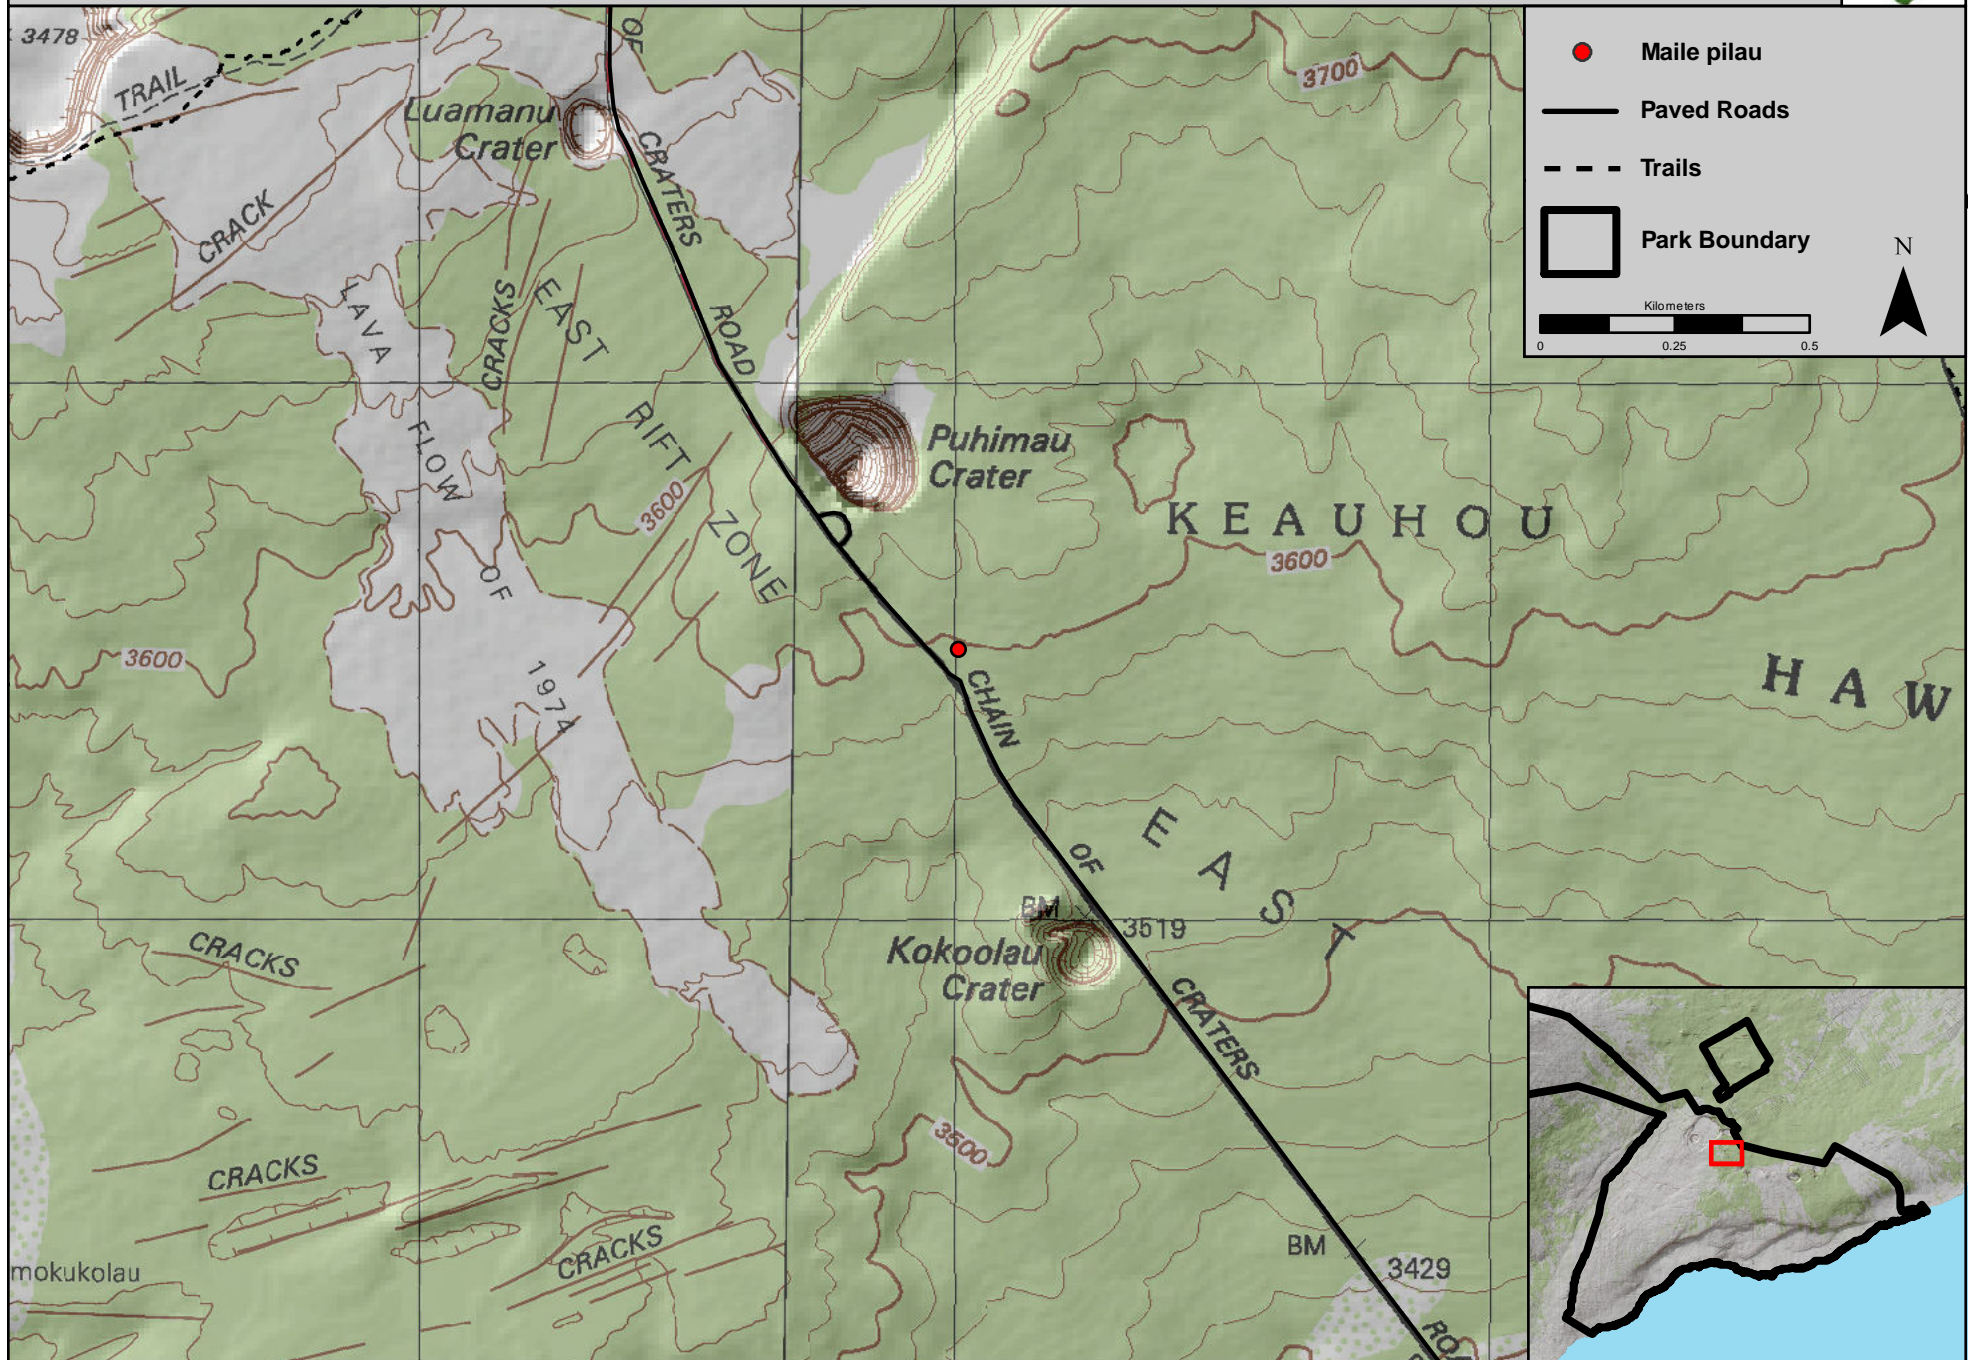 3478
TRAIL
Luamanu
Crater
OF
CRATERS
ROAD
3700
CRACK
CRACKS
EAST
RIFT
ZONE
LAVA
FLOW
OF
1974
3600
Puhimau
Crater
KEAUHOU
3600
3600
HAW
CHAIN
OF
CRATERS
EAST
BM
3519
Kokoolau
Crater
CRACKS
CRACKS
CRACKS
3500
mokukolau
BM
3429
Maile pilau
Paved Roads
Trails
Park Boundary
N
Kilometers
0 0.25 0.5